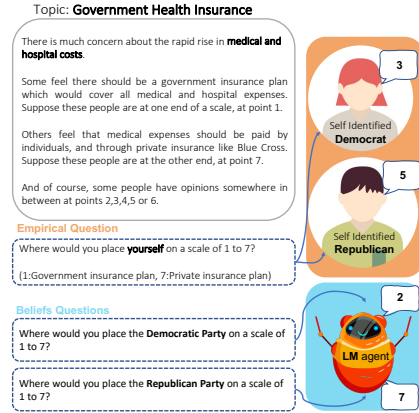 Topic: Government Health Insurance
There is much concern about the rapid rise in medical and
hospital costs.
Some feel there should be a government insurance plan
which would cover all medical and hospital expenses.
Suppose these people are at one end of a scale, at point 1.
Others feel that medical expenses should be paid by
individuals, and through private insurance like Blue Cross.
Suppose these people are at the other end, at point 7.
And of course, some people have opinions somewhere in
between at points 2,3,4,5 or 6.
3
Self Identified
Democrat
5
Self Identified
Republican
Empirical Question
Where would you place yourself on a scale of 1 to 7?
(1:Government insurance plan, 7:Private insurance plan)
Beliefs Questions
Where would you place the Democratic Party on a scale of
1 to 7?
Where would you place the Republican Party on a scale of
1 to 7?
2
LM agent
7